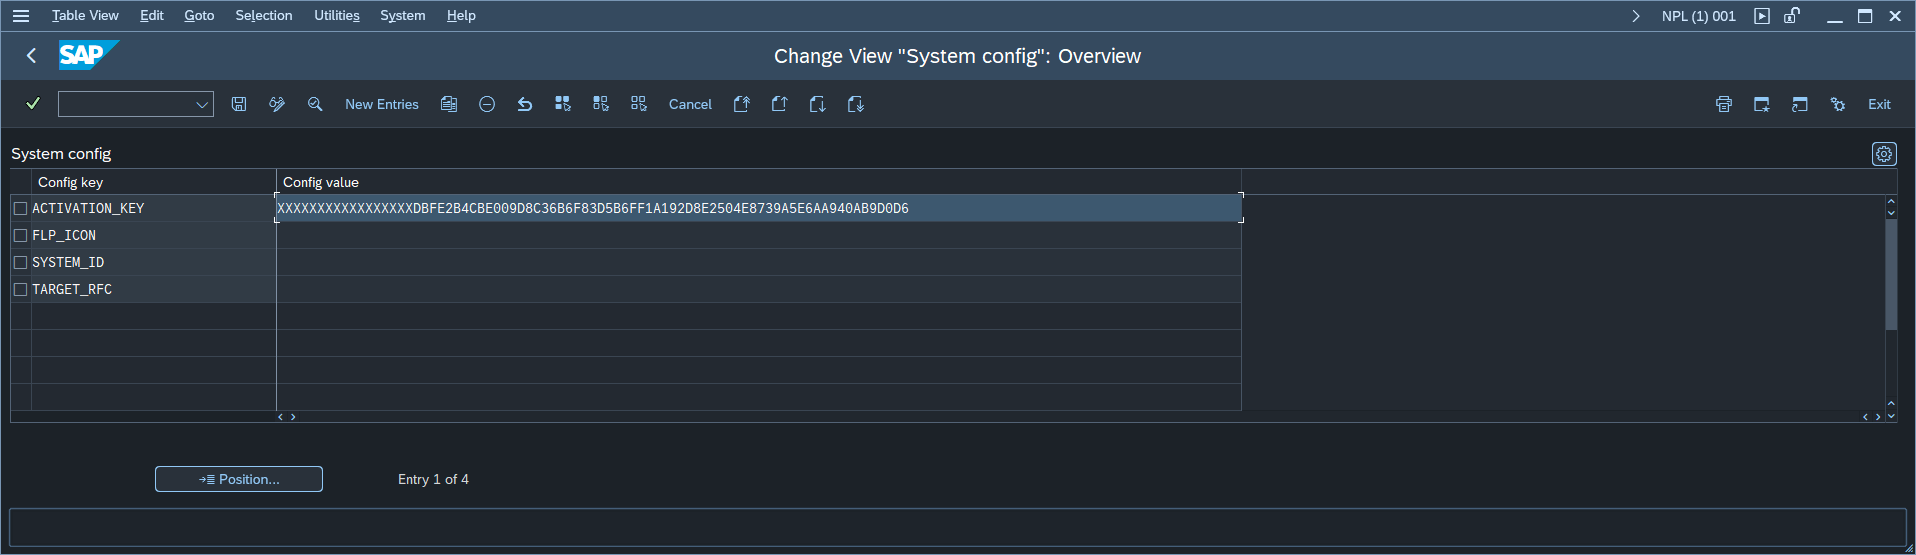 Table View Edit Goto Selection Utilities System Help NPL (1) 001
SAP Change View "System config": Overview
New Entries Cancel Exit
System config
Config key Config value
ACTIVATION_KEY XXXXXXXXXXXXXXXXXDBFE2B4CBE009D8C36B6F83D5B6FF1A192D8E2504E8739A5E6AA940AB9D0D6
FLP_ICON
SYSTEM_ID
TARGET_RFC
Position... Entry 1 of 4